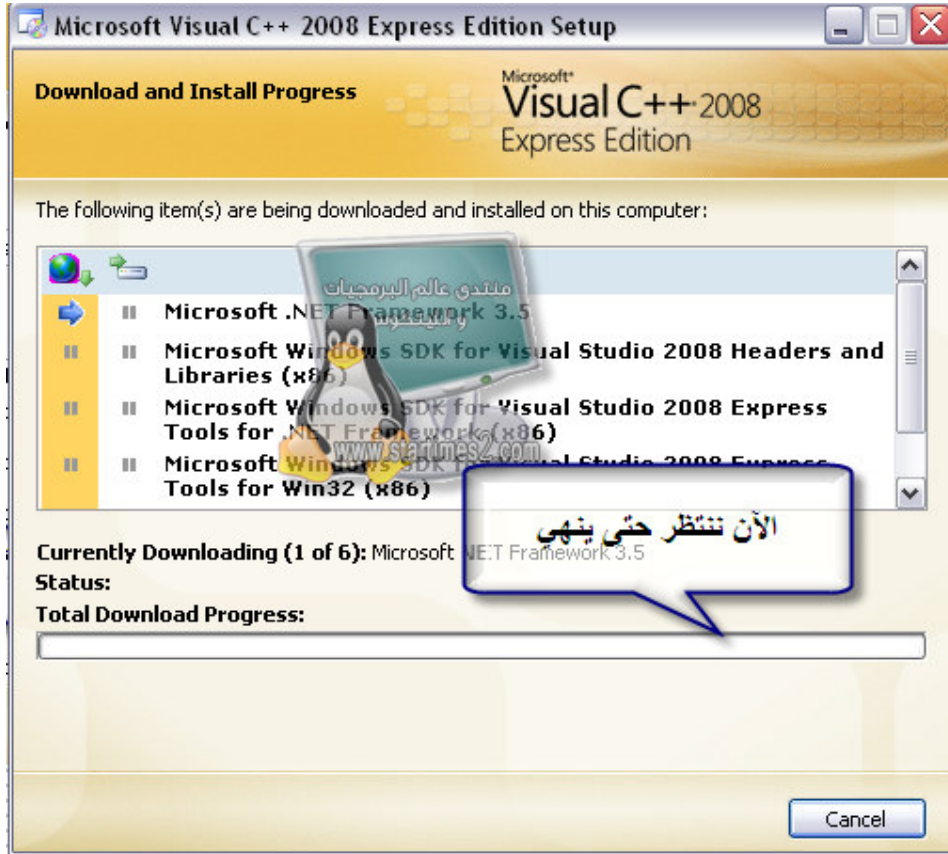 Microsoft Visual C++ 2008 Express Edition Setup
Download and Install Progress
Microsoft
Visual C++ 2008
Express Edition
The following item(s) are being downloaded and installed on this computer:
منتدى عالم البرمجيات
Microsoft .NET Framework 3.5
Microsoft Windows SDK for Visual Studio 2008 Headers and
Libraries (x86)
Microsoft Windows SDK for Visual Studio 2008 Express
Tools for .NET Framework (x86)
www.startimes2.com
Microsoft Windows SDK for Visual Studio 2008 Express
Tools for Win32 (x86)
الآن ننتظر حتى ينهي
Currently Downloading (1 of 6): Microsoft .NET Framework 3.5
Status:
Total Download Progress:
Cancel